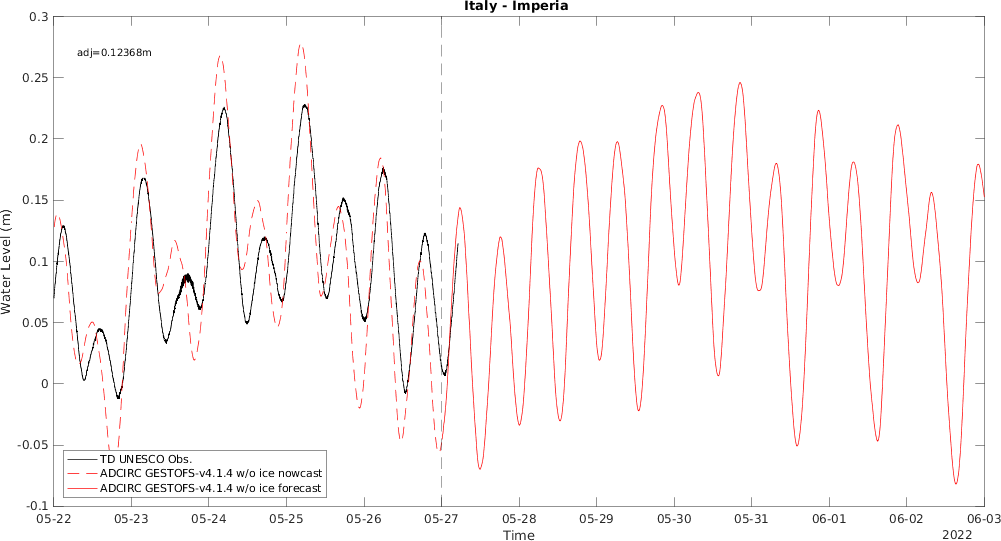 Italy - Imperia
adj=0.12368m
0.3
0.25
0.2
0.15
0.1
0.05
0
-0.05
-0.1
Water Level (m)
TD UNESCO Obs.
ADCIRC GESTOFS-v4.1.4 w/o ice nowcast
ADCIRC GESTOFS-v4.1.4 w/o ice forecast
05-22 05-23 05-24 05-25 05-26 05-27 05-28 05-29 05-30 05-31 06-01 06-02 06-03
Time
2022